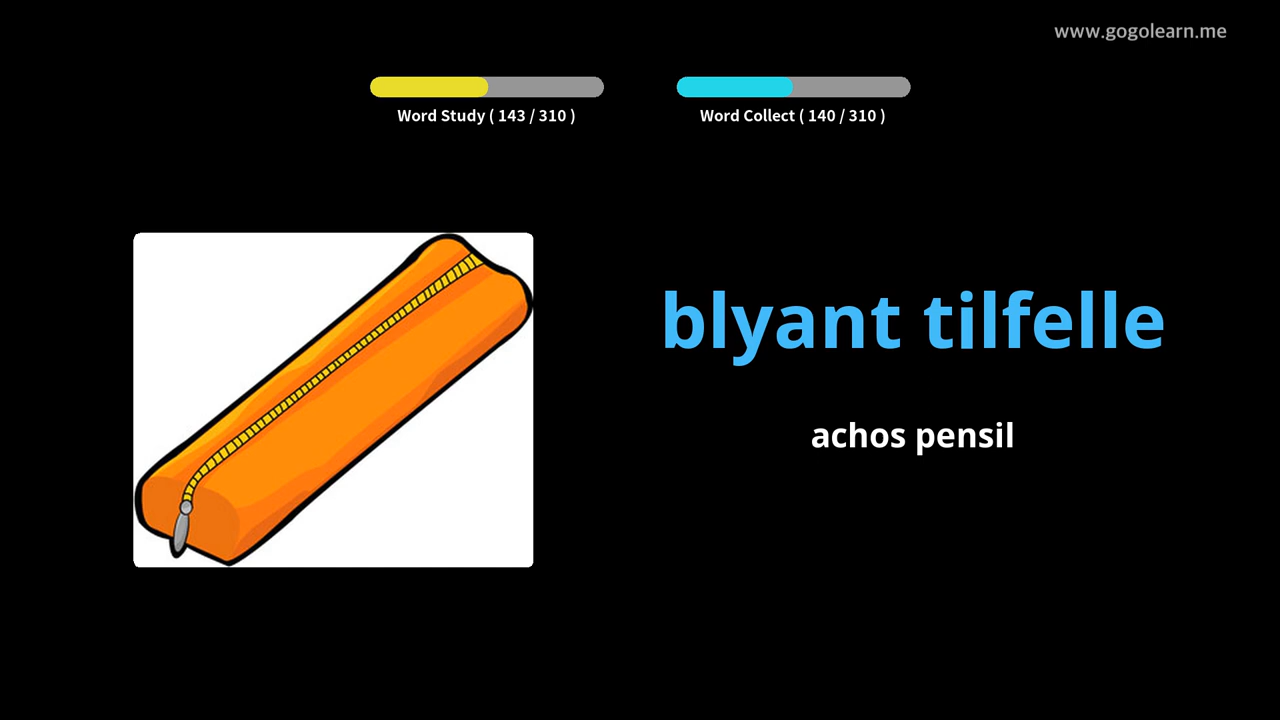 www.gogolearn.me
Word Study ( 143 / 310 )
Word Collect ( 140 / 310 )
blyant tilfelle
achos pensil